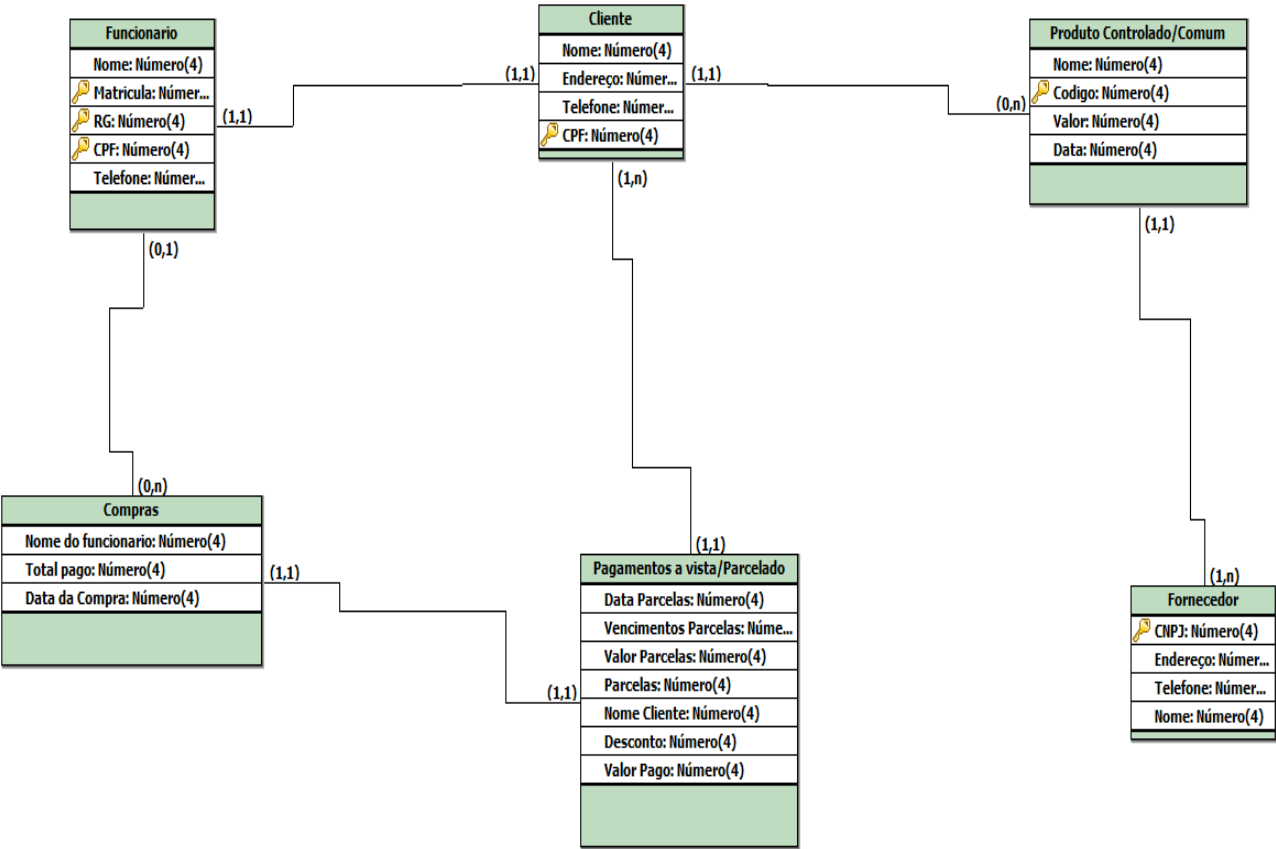 Funcionario
Nome: Número(4)
Matricula: Númer...
RG: Número(4)
CPF: Número(4)
Telefone: Númer...
(1,1)
(0,1)
(1,1)
Cliente
Nome: Número(4)
Endereço: Númer...
Telefone: Númer...
CPF: Número(4)
(1,1)
(1,n)
(0,n)
Produto Controlado/Comum
Nome: Número(4)
Codigo: Número(4)
Valor: Número(4)
Data: Número(4)
(1,1)
(0,n)
Compras
Nome do funcionario: Número(4)
Total pago: Número(4)
Data da Compra: Número(4)
(1,1)
(1,1)
(1,1)
Pagamentos a vista/Parcelado
Data Parcelas: Número(4)
Vencimentos Parcelas: Núme...
Valor Parcelas: Número(4)
Parcelas: Número(4)
Nome Cliente: Número(4)
Desconto: Número(4)
Valor Pago: Número(4)
(1,n)
Fornecedor
CNPJ: Número(4)
Endereço: Númer...
Telefone: Númer...
Nome: Número(4)